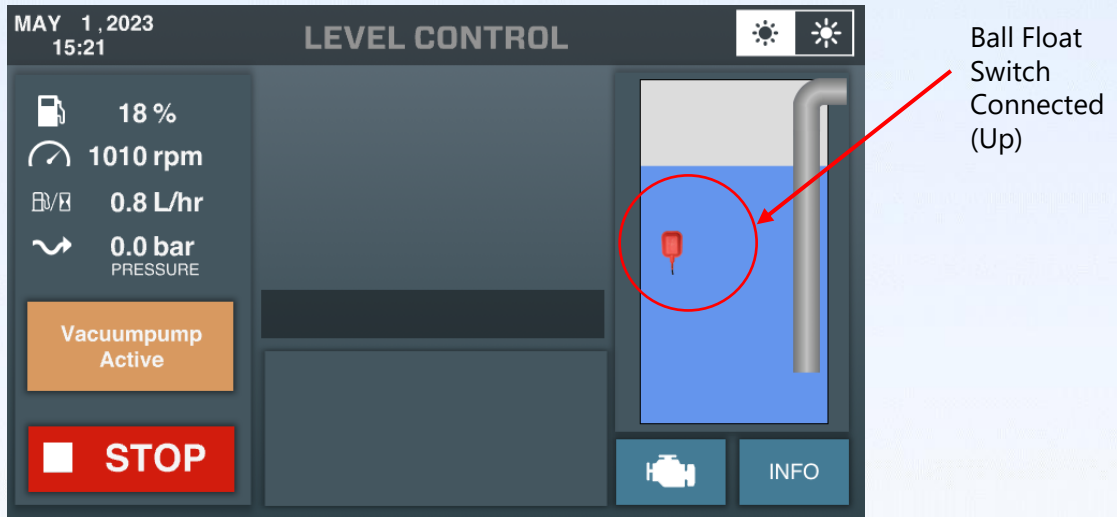 MAY 1,2023
15:21
LEVEL CONTROL
18 %
1010 rpm
0.8 L/hr
0.0 bar
PRESSURE
Vacuumpump
Active
STOP
INFO
Ball Float
Switch
Connected
(Up)